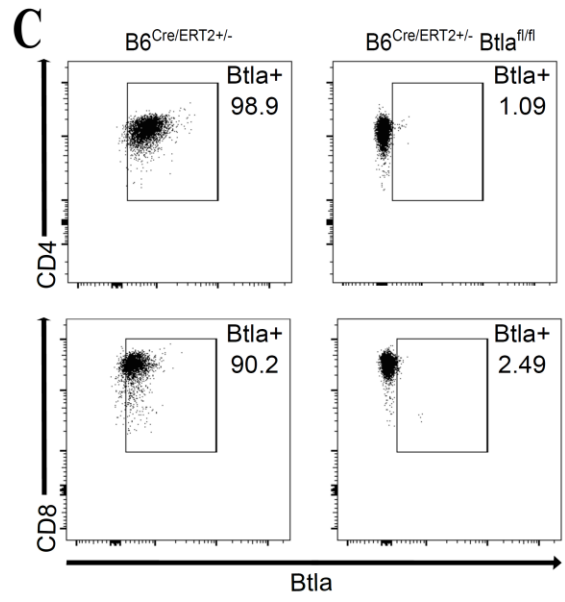 C
B6Cre/ERT2+/-
B6Cre/ERT2+/- Btlafl/fl
Btla+
98.9
Btla+
1.09
CD4
Btla+
90.2
Btla+
2.49
CD8
Btla